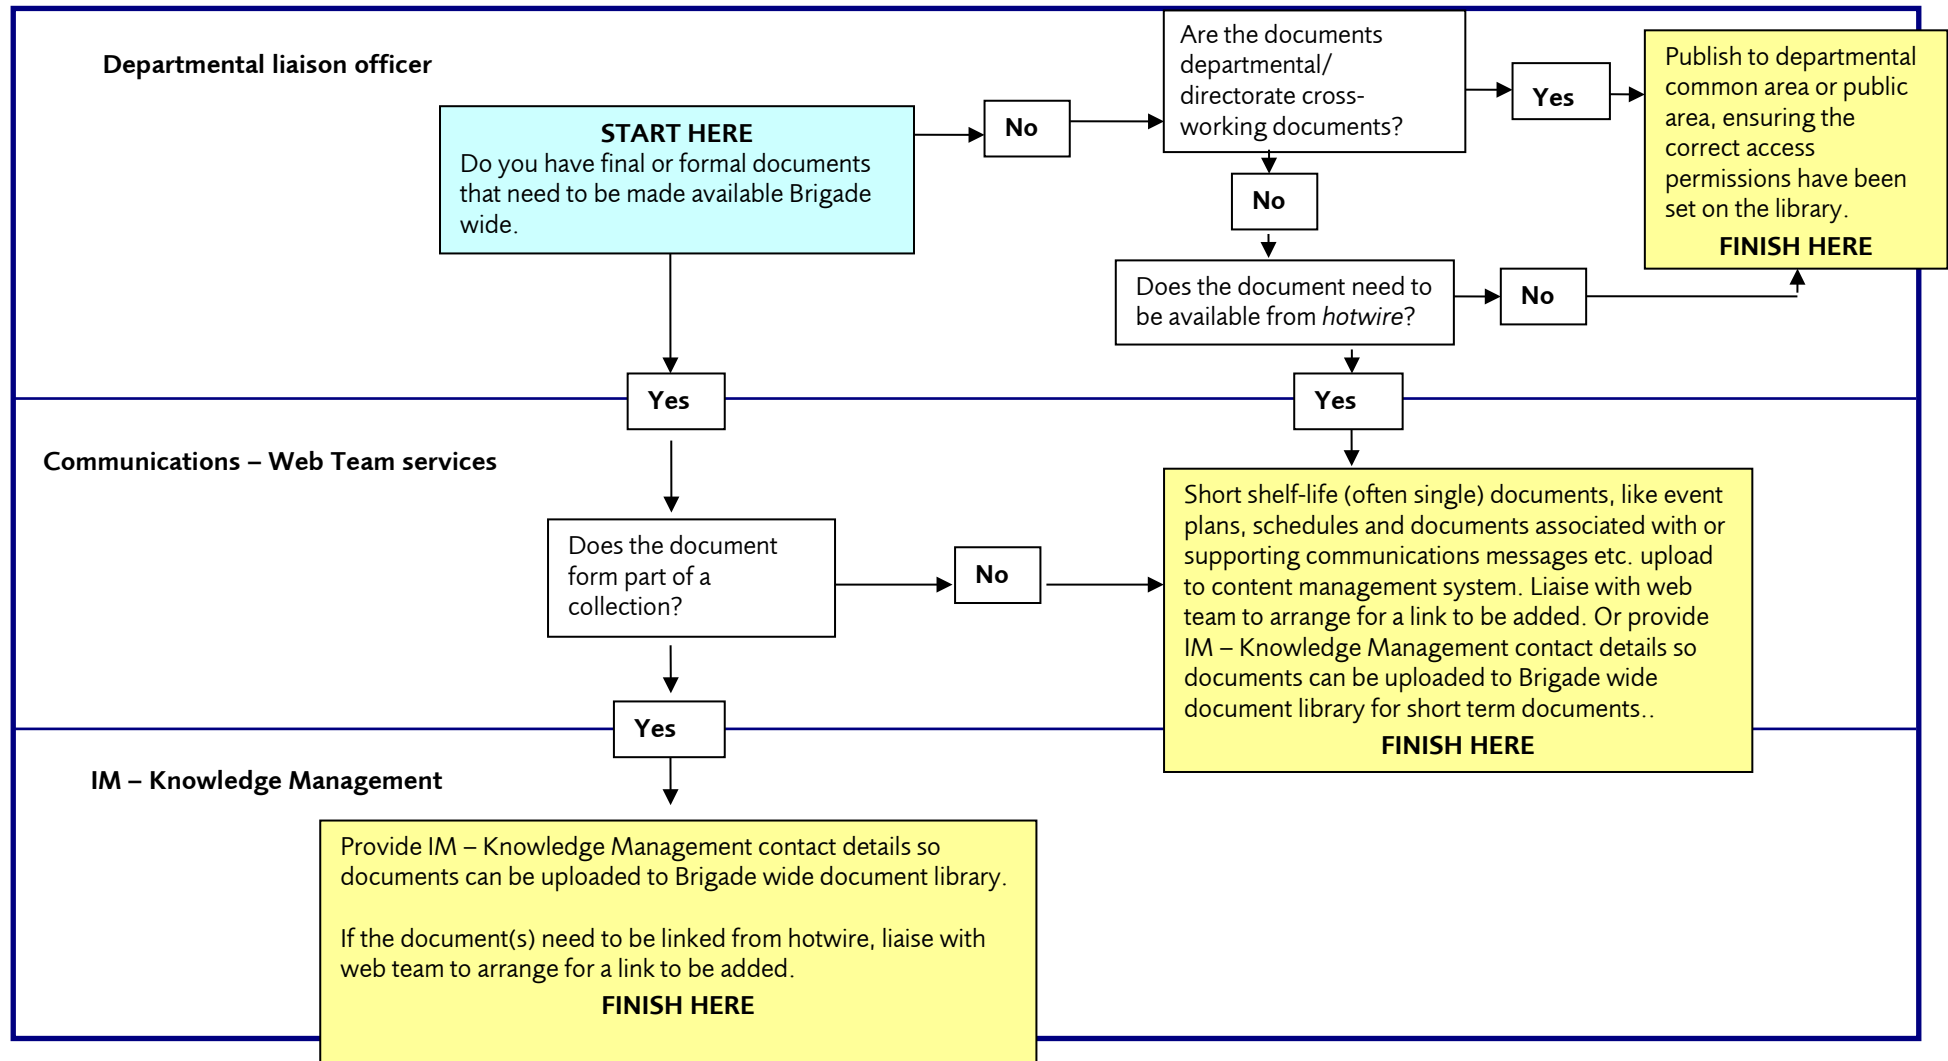 Departmental liaison officer
START HERE
Do you have final or formal documents
that need to be made available Brigade
wide.
No
Are the documents
departmental/
directorate cross-
working documents?
Yes
Publish to departmental
common area or public
area, ensuring the
correct access
permissions have been
set on the library.
FINISH HERE
No
Does the document need to
be available from hotwire?
No
Yes
Yes
Communications – Web Team services
Does the document
form part of a
collection?
No
Short shelf-life (often single) documents, like event
plans, schedules and documents associated with or
supporting communications messages etc. upload
to content management system. Liaise with web
team to arrange for a link to be added. Or provide
IM – Knowledge Management contact details so
documents can be uploaded to Brigade wide
document library for short term documents..
FINISH HERE
Yes
IM – Knowledge Management
Provide IM – Knowledge Management contact details so
documents can be uploaded to Brigade wide document library.
If the document(s) need to be linked from hotwire, liaise with
web team to arrange for a link to be added.
FINISH HERE